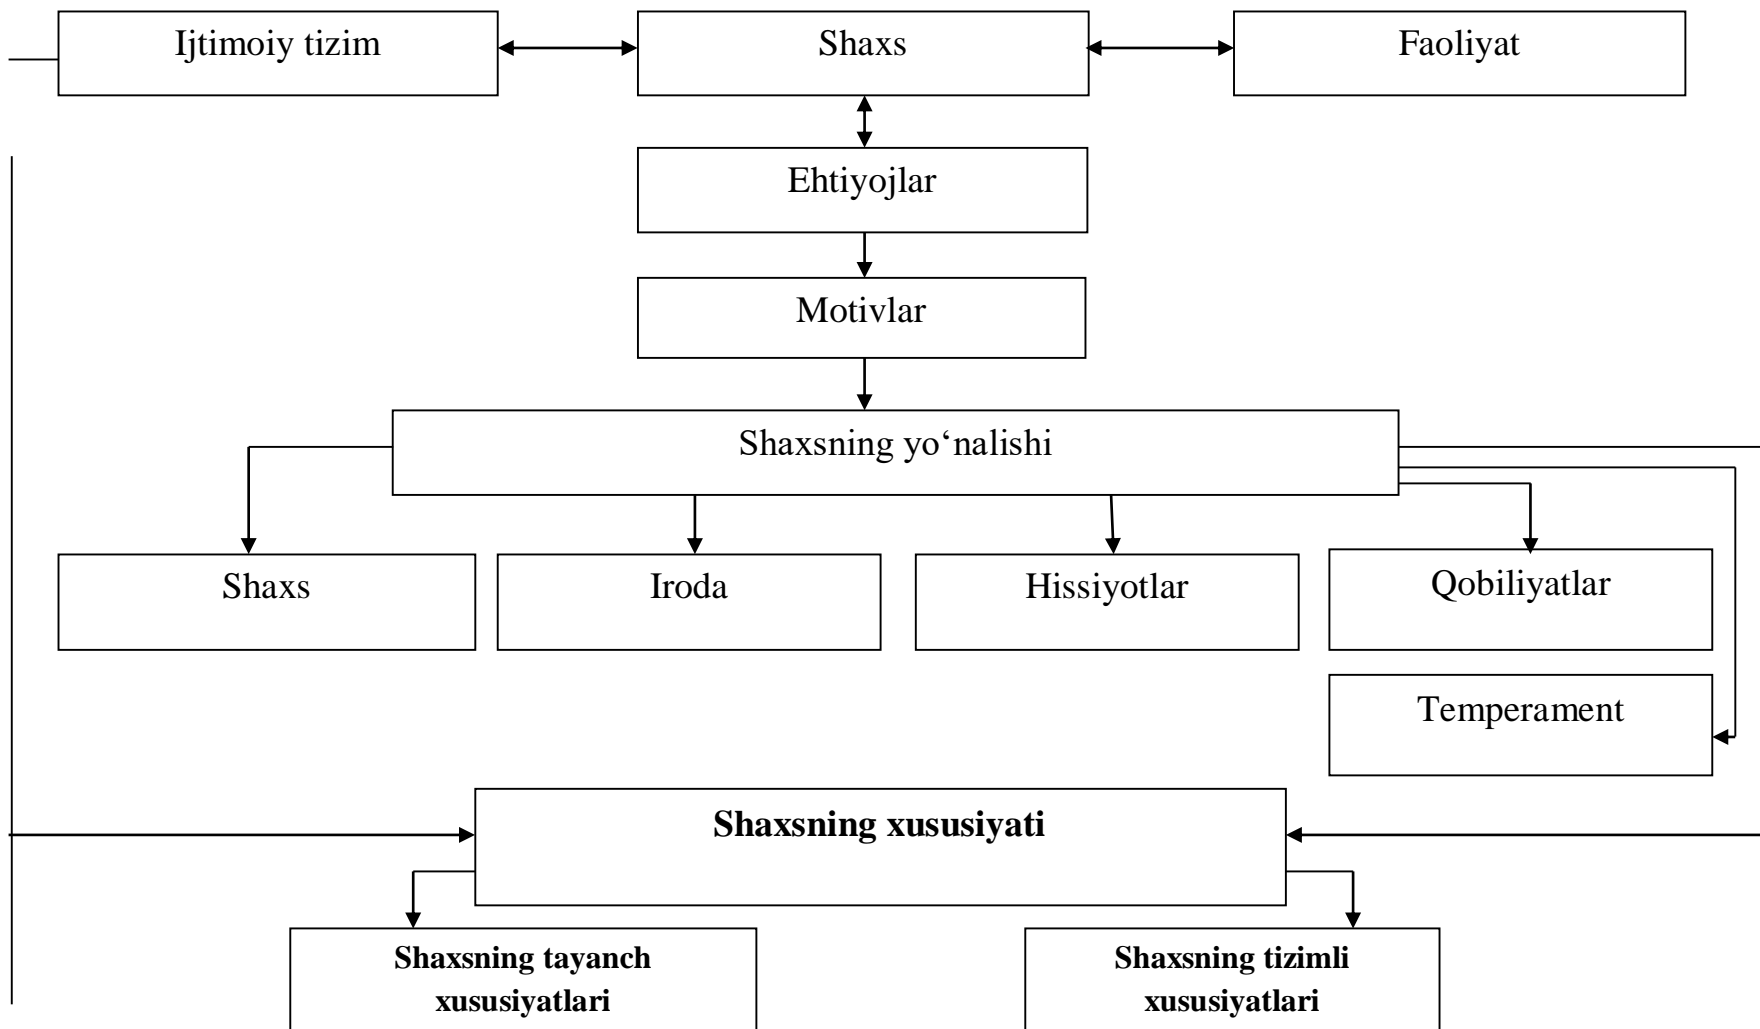 Ijtimoiy tizim
Shaxs
Faoliyat
Ehtiyojlar
Motivlar
Shaxsning yo‘nalishi
Shaxs
Iroda
Hissiyotlar
Qobiliyatlar
Temperament
Shaxsning xususiyati
Shaxsning tayanch
xususiyatlari
Shaxsning tizimli
xususiyatlari